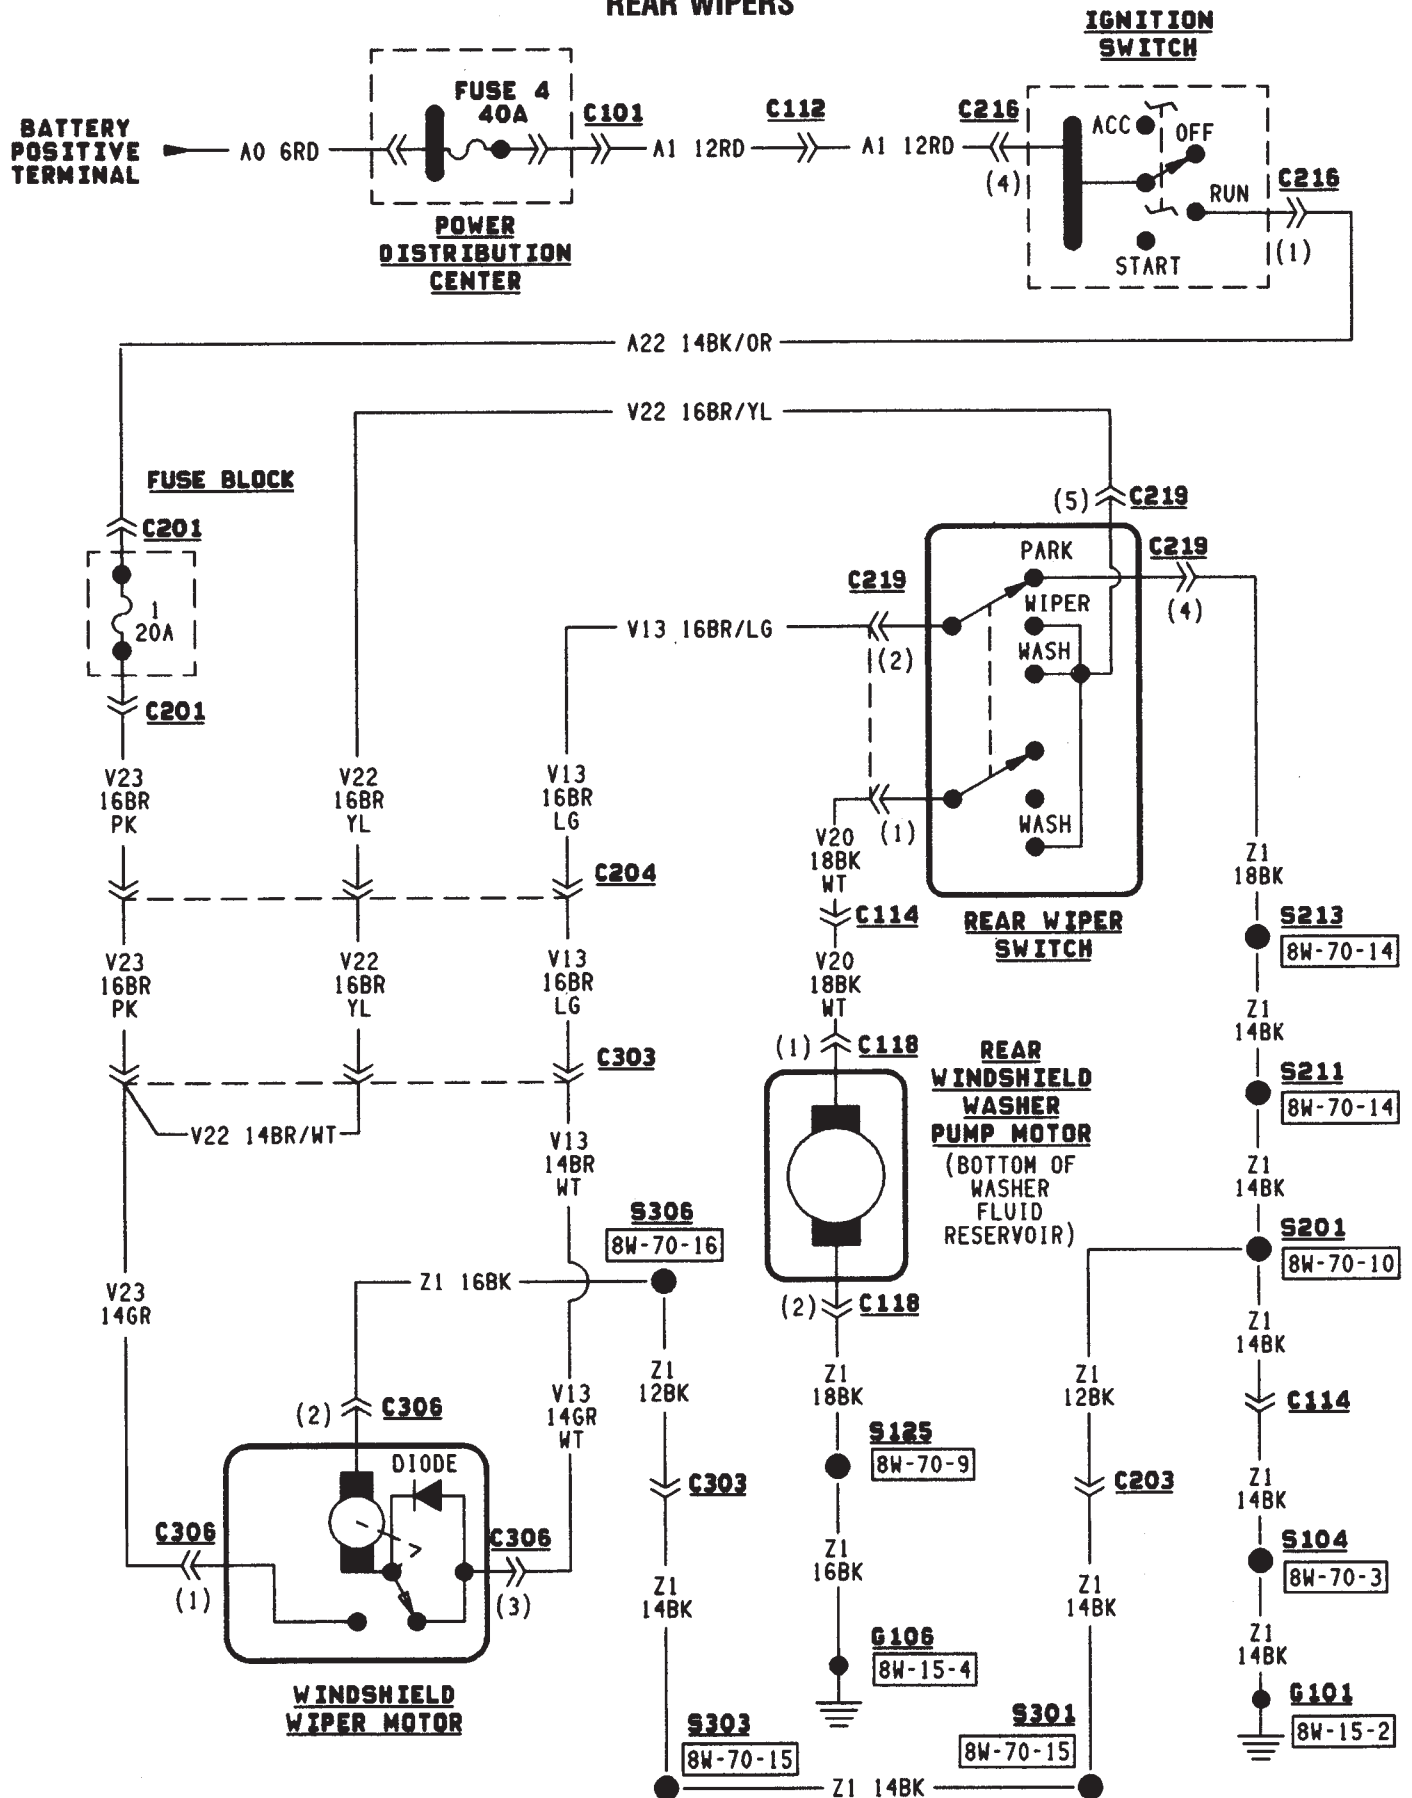 REAR WIPERS
IGNITION
SWITCH
FUSE 4
40A
C101
C112
C216
ACC
OFF
BATTERY
POSITIVE
TERMINAL
A0 6RD
A1 12RD
A1 12RD
(4)
RUN
C216
(1)
START
POWER
DISTRIBUTION
CENTER
A22 14BK/OR
V22 16BR/YL
FUSE BLOCK
C201
1
20A
C201
(5)
C219
PARK
C219
(4)
C219
WIPER
V13 16BR/LG
(2)
WASH
(1)
WASH
REAR WIPER
SWITCH
V23
16BR
PK
V22
16BR
YL
V13
16BR
LG
C204
V20
18BK
WT
C114
V20
18BK
WT
Z1
18BK
S213
8W-70-14
V23
16BR
PK
V22
16BR
YL
V13
16BR
LG
C303
(1)
C118
REAR
WINDSHIELD
WASHER
PUMP MOTOR
(BOTTOM OF
WASHER
FLUID
RESERVOIR)
Z1
14BK
S211
8W-70-14
V22 14BR/WT
V13
14BR
WT
Z1
14BK
S201
8W-70-10
S306
8W-70-16
Z1 16BK
V23
14GR
(2)
C118
Z1
14BK
Z1
12BK
Z1
18BK
Z1
12BK
C114
(2)
C306
V13
14GR
WT
S125
8W-70-9
DIODE
C303
C203
Z1
14BK
C306
(1)
C306
(3)
S104
8W-70-3
Z1
14BK
Z1
16BK
Z1
14BK
Z1
14BK
G106
8W-15-4
WINDSHIELD
WIPER MOTOR
S303
8W-70-15
S301
8W-70-15
G101
8W-15-2
Z1 14BK